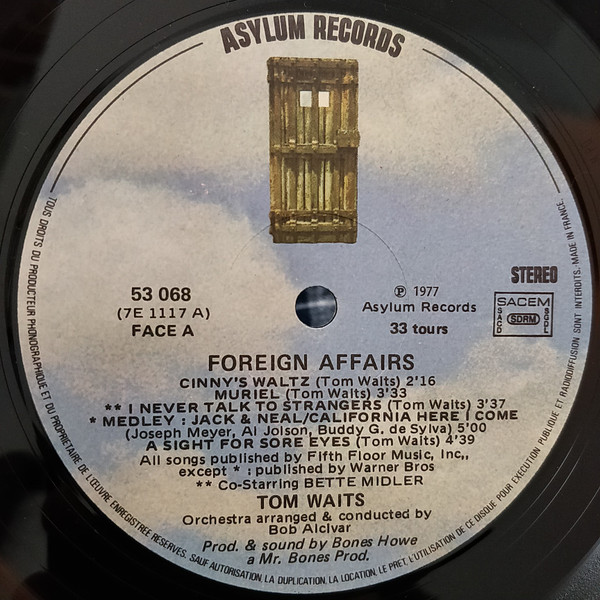 ASYLUM RECORDS
53 068
(7E 1117 A)
FACE A
℗ 1977
Asylum Records
33 tours
STEREO
SACEM
SACD
SDRM
SGDL
FOREIGN AFFAIRS
CINNY'S WALTZ (Tom Waits) 2'16
MURIEL (Tom Waits) 3'33
** I NEVER TALK TO STRANGERS (Tom Waits) 3'37
* MEDLEY : JACK & NEAL/CALIFORNIA HERE I COME
(Joseph Meyer, Al Jolson, Buddy G. de Sylva) 5'00
A SIGHT FOR SORE EYES (Tom Waits) 4'39
All songs published by Fifth Floor Music, Inc,,
except * : published by Warner Bros
** Co-Starring BETTE MIDLER
TOM WAITS
Orchestra arranged & conducted by
Bob Alcivar
Prod. & sound by Bones Howe
a Mr. Bones Prod.
TOUS DROITS DU PRODUCTEUR PHONOGRAPHIQUE ET DU PROPRIETAIRE DE L'ŒUVRE ENREGISTREE RESERVES. SAUF AUTORISATION, LA DUPLICATION, LA LOCATION, LE PRET, L'UTILISATION DE CE DISQUE POUR EXECUTION PUBLIQUE ET RADIODIFFUSION SONT INTERDITS.-MADE IN FRANCE.